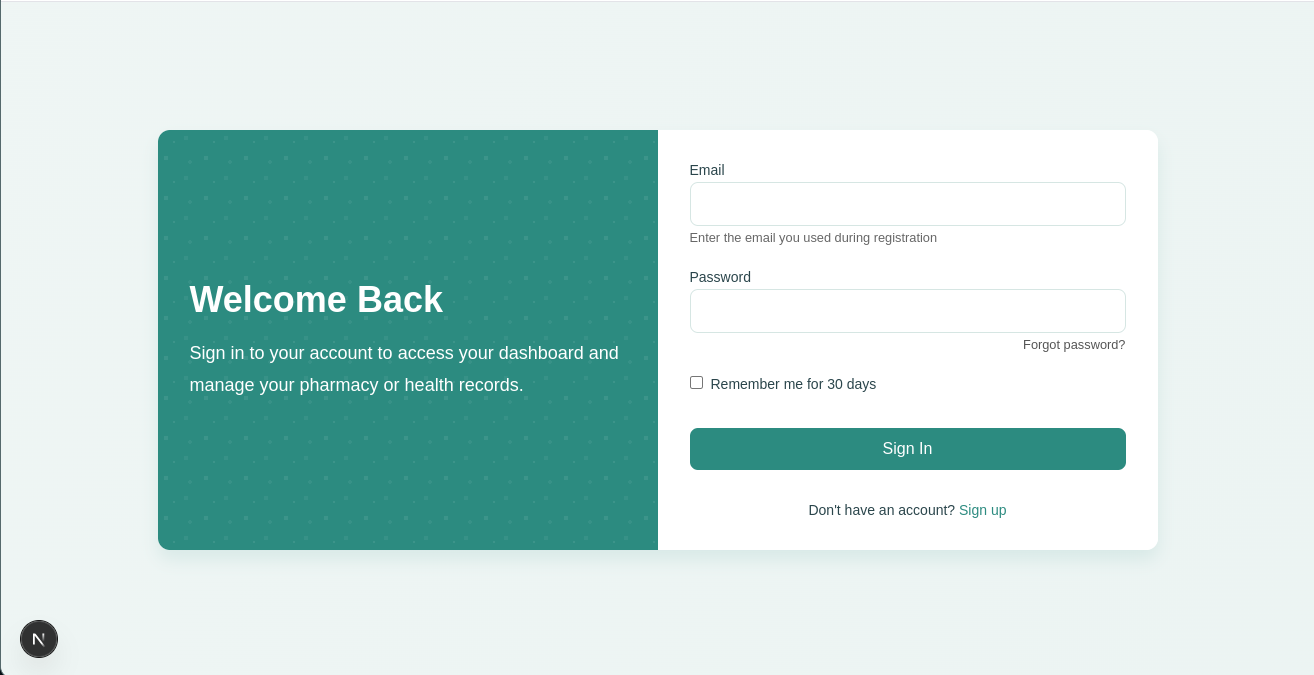 Welcome Back
Sign in to your account to access your dashboard and
manage your pharmacy or health records.
Email
Enter the email you used during registration
Password
Forgot password?
Remember me for 30 days
Sign In
Don't have an account? Sign up
N